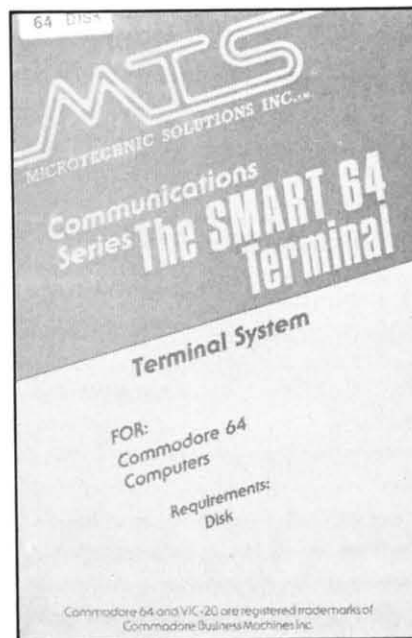 64 DISK
MTS
MICROTECHNIC SOLUTIONS INC.™
Communications
Series The SMART 64
Terminal
Terminal System
FOR:
Commodore 64
Computers
Requirements:
Disk
Commodore 64 and VIC-20 are registered trademarks of
Commodore Business Machines Inc.